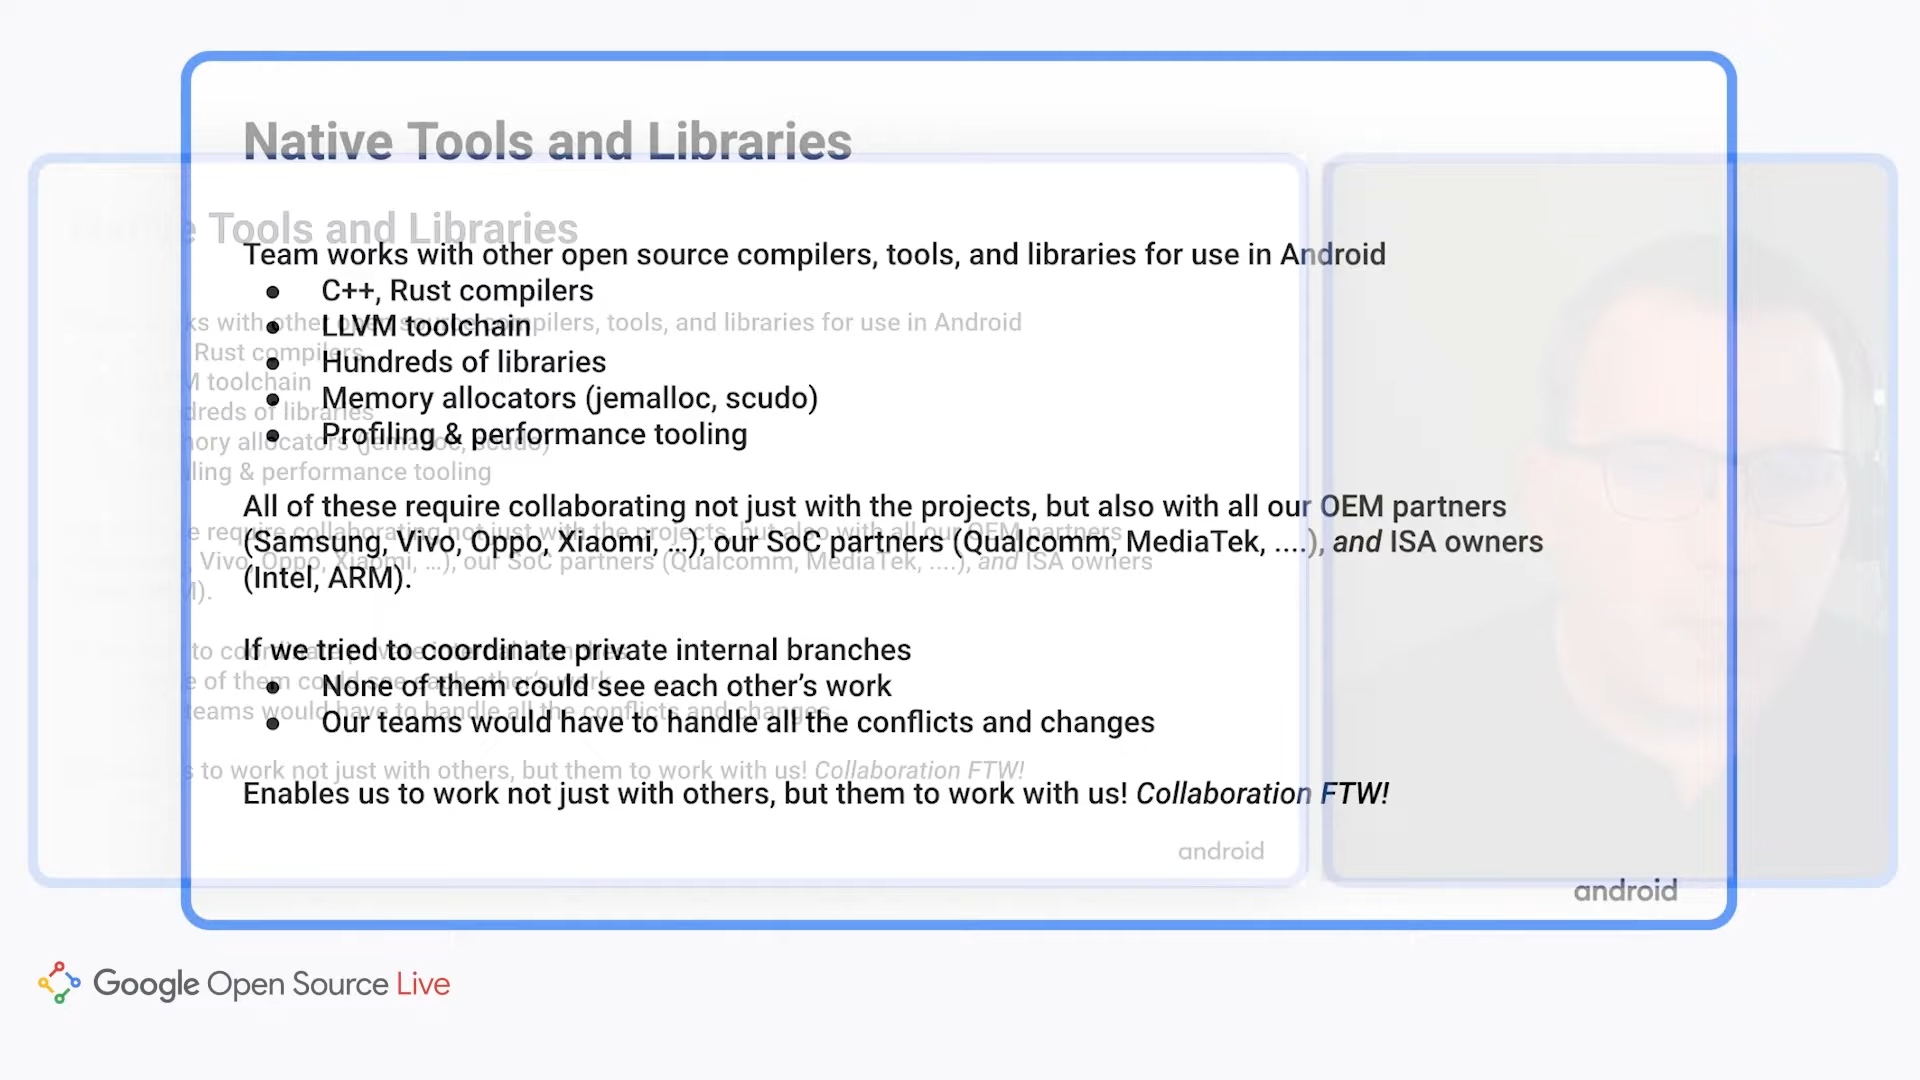 Native Tools and Libraries
Team works with other open source compilers, tools, and libraries for use in Android
● C++, Rust compilers
● LLVM toolchain
● Hundreds of libraries
● Memory allocators (jemalloc, scudo)
● Profiling & performance tooling
All of these require collaborating not just with the projects, but also with all our OEM partners
(Samsung, Vivo, Oppo, Xiaomi, …), our SoC partners (Qualcomm, MediaTek, ....), and ISA owners
(Intel, ARM).
If we tried to coordinate private internal branches
● None of them could see each other’s work
● Our teams would have to handle all the conflicts and changes
Enables us to work not just with others, but them to work with us! Collaboration FTW!
android
android
Google Open Source Live